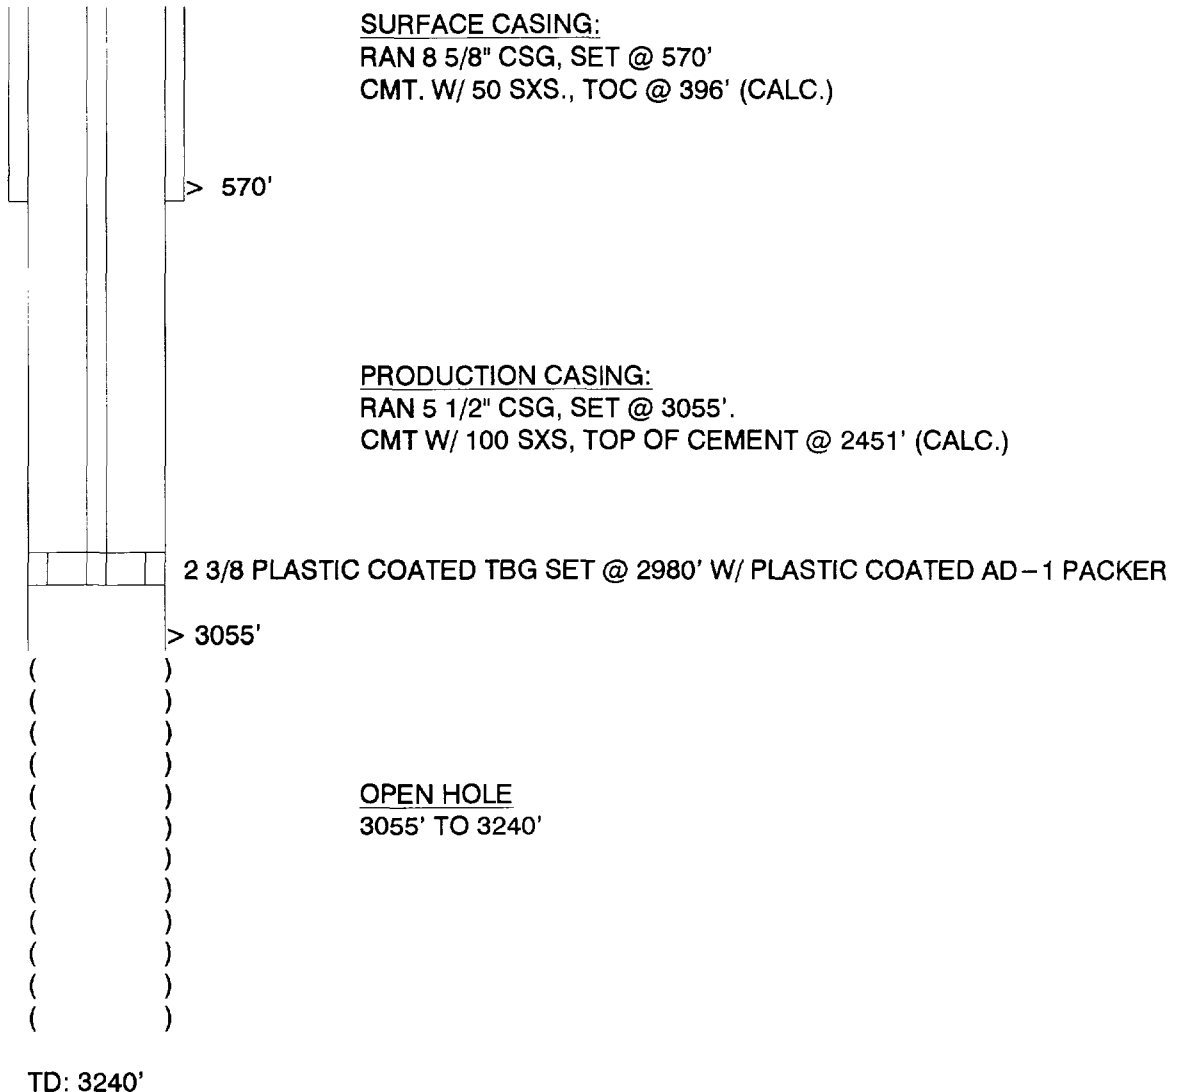 SURFACE CASING:
RAN 8 5/8" CSG, SET @ 570'
CMT. W/ 50 SXS., TOC @ 396' (CALC.)
> 570'
PRODUCTION CASING:
RAN 5 1/2" CSG, SET @ 3055'.
CMT W/ 100 SXS, TOP OF CEMENT @ 2451' (CALC.)
2 3/8 PLASTIC COATED TBG SET @ 2980' W/ PLASTIC COATED AD-1 PACKER
> 3055'
( )
( )
( )
( )
( )
( )
( )
( )
( )
( )
( )
( )
OPEN HOLE
3055' TO 3240'
TD: 3240'